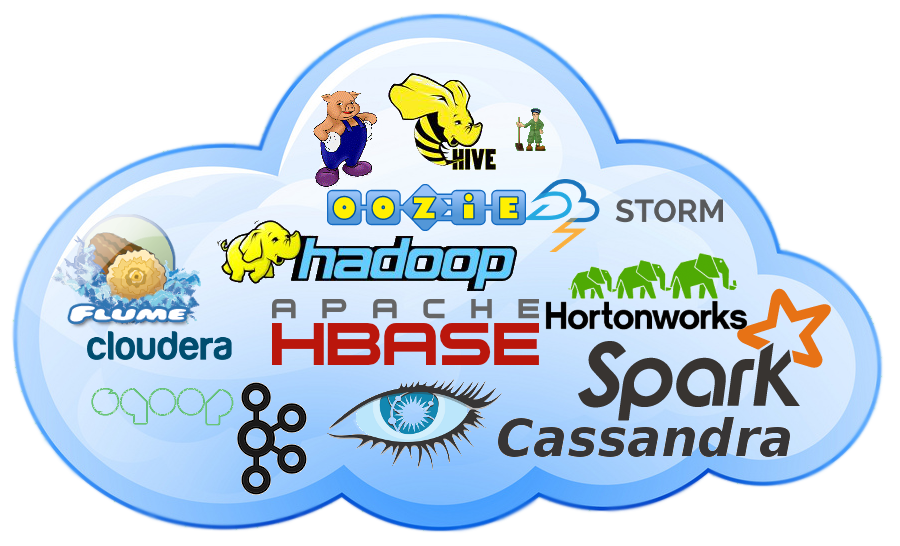 HIVE
OOZiE
STORM
hadoop
FLUME
APACHE
HBASE
Hortonworks
cloudera
Spark
sqoop
Cassandra